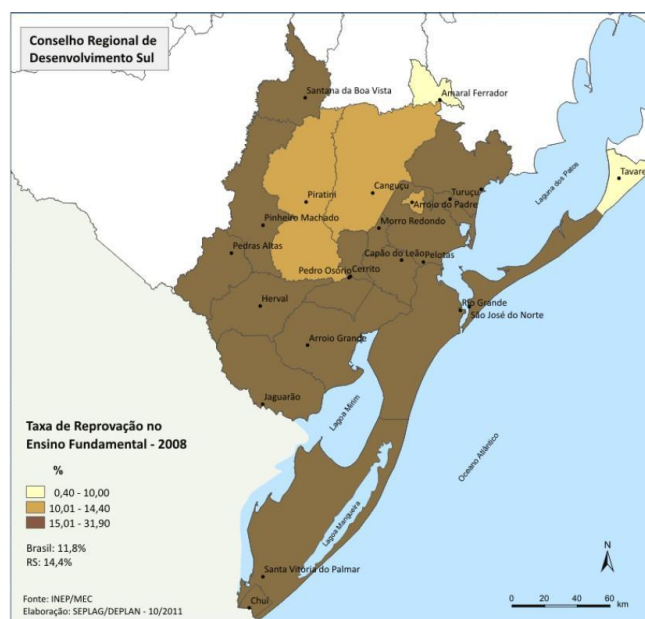 Conselho Regional de
Desenvolvimento Sul
Santana da Boa Vista
Amaral Ferrador
Tavare
Laguna dos Patos
Canguçu
Turuçu
Piratini
Arroio do Padre
Pinheiro Machado
Morro Redondo
Pedras Altas
Capão do Leão
Pelotas
Pedro Osório
Cerrito
Herval
Rio Grande
São José do Norte
Arroio Grande
Jaguarão
Lagoa Mirim
Oceano Atlântico
Lagoa Mangueira
Santa Vitória do Palmar
Chuí
Taxa de Reprovação no
Ensino Fundamental - 2008
%
0,40 - 10,00
10,01 - 14,40
15,01 - 31,90
Brasil: 11,8%
RS: 14,4%
Fonte: INEP/MEC
Elaboração: SEPLAG/DEPLAN - 10/2011
N
0 10 20 40 60
km